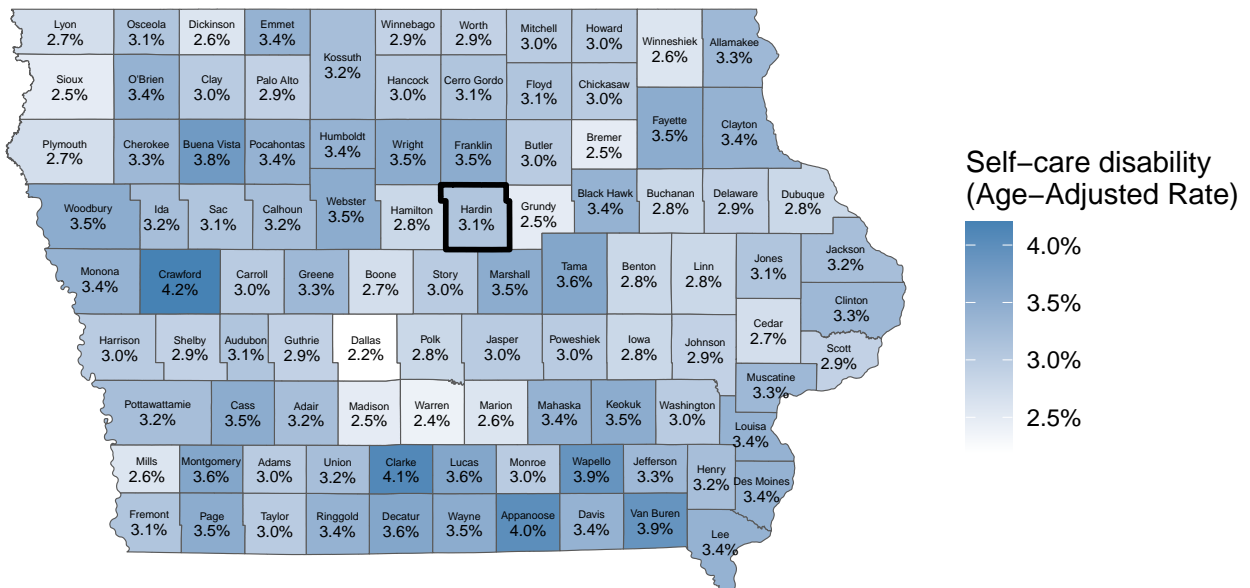 Lyon
2.7%
Osceola
3.1%
Dickinson
2.6%
Emmet
3.4%
Kossuth
3.2%
Winnebago
2.9%
Worth
2.9%
Mitchell
3.0%
Howard
3.0%
Winneshiek
2.6%
Allamakee
3.3%
Sioux
2.5%
O'Brien
3.4%
Clay
3.0%
Palo Alto
2.9%
Hancock
3.0%
Cerro Gordo
3.1%
Floyd
3.1%
Chickasaw
3.0%
Fayette
3.5%
Clayton
3.4%
Plymouth
2.7%
Cherokee
3.3%
Buena Vista
3.8%
Pocahontas
3.4%
Humboldt
3.4%
Wright
3.5%
Franklin
3.5%
Butler
3.0%
Bremer
2.5%
Woodbury
3.5%
Ida
3.2%
Sac
3.1%
Calhoun
3.2%
Webster
3.5%
Hamilton
2.8%
Hardin
3.1%
Grundy
2.5%
Black Hawk
3.4%
Buchanan
2.8%
Delaware
2.9%
Dubuque
2.8%
Monona
3.4%
Crawford
4.2%
Carroll
3.0%
Greene
3.3%
Boone
2.7%
Story
3.0%
Marshall
3.5%
Tama
3.6%
Benton
2.8%
Linn
2.8%
Jones
3.1%
Jackson
3.2%
Clinton
3.3%
Harrison
3.0%
Shelby
2.9%
Audubon
3.1%
Guthrie
2.9%
Dallas
2.2%
Polk
2.8%
Jasper
3.0%
Poweshiek
3.0%
Iowa
2.8%
Johnson
2.9%
Cedar
2.7%
Scott
2.9%
Muscatine
3.3%
Pottawattamie
3.2%
Cass
3.5%
Adair
3.2%
Madison
2.5%
Warren
2.4%
Marion
2.6%
Mahaska
3.4%
Keokuk
3.5%
Washington
3.0%
Louisa
3.4%
Mills
2.6%
Montgomery
3.6%
Adams
3.0%
Union
3.2%
Clarke
4.1%
Lucas
3.6%
Monroe
3.0%
Wapello
3.9%
Jefferson
3.3%
Henry
3.2%
Des Moines
3.4%
Fremont
3.1%
Page
3.5%
Taylor
3.0%
Ringgold
3.4%
Decatur
3.6%
Wayne
3.5%
Appanoose
4.0%
Davis
3.4%
Van Buren
3.9%
Lee
3.4%
Self−care disability
(Age−Adjusted Rate)
4.0%
3.5%
3.0%
2.5%